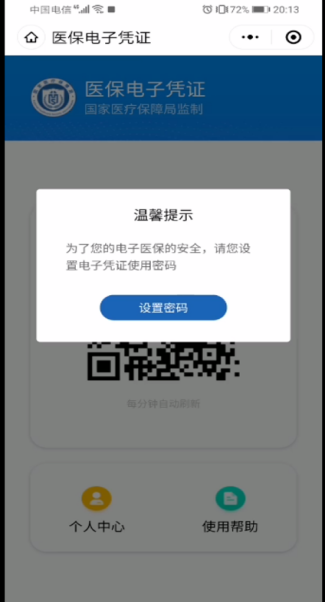 中国电信 4G 72% 20:13
医保电子凭证
医保电子凭证
国家医疗保障局监制
温馨提示
为了您的电子医保的安全，请您设
置电子凭证使用密码
设置密码
每分钟自动刷新
个人中心
使用帮助